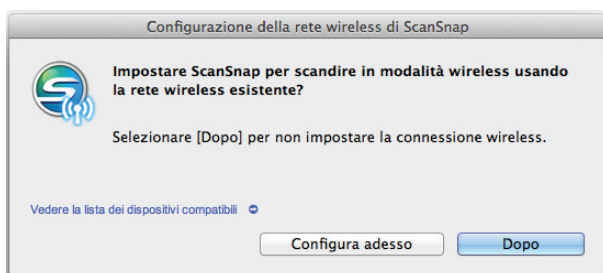 Configurazione della rete wireless di ScanSnap
Impostare ScanSnap per scandire in modalità wireless usando
la rete wireless esistente?
Selezionare [Dopo] per non impostare la connessione wireless.
Vedere la lista dei dispositivi compatibili
Configura adesso
Dopo